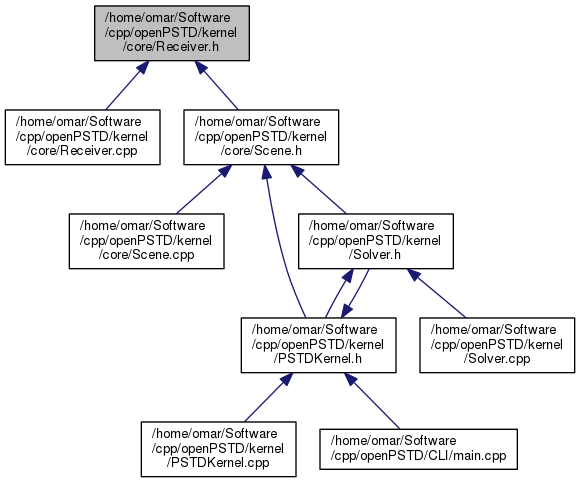 /home/omar/Software
/cpp/openPSTD/kernel
/core/Receiver.h
/home/omar/Software
/cpp/openPSTD/kernel
/core/Receiver.cpp
/home/omar/Software
/cpp/openPSTD/kernel
/core/Scene.h
/home/omar/Software
/cpp/openPSTD/kernel
/core/Scene.cpp
/home/omar/Software
/cpp/openPSTD/kernel
/Solver.h
/home/omar/Software
/cpp/openPSTD/kernel
/PSTDKernel.h
/home/omar/Software
/cpp/openPSTD/kernel
/Solver.cpp
/home/omar/Software
/cpp/openPSTD/kernel
/PSTDKernel.cpp
/home/omar/Software
/cpp/openPSTD/CLI/main.cpp